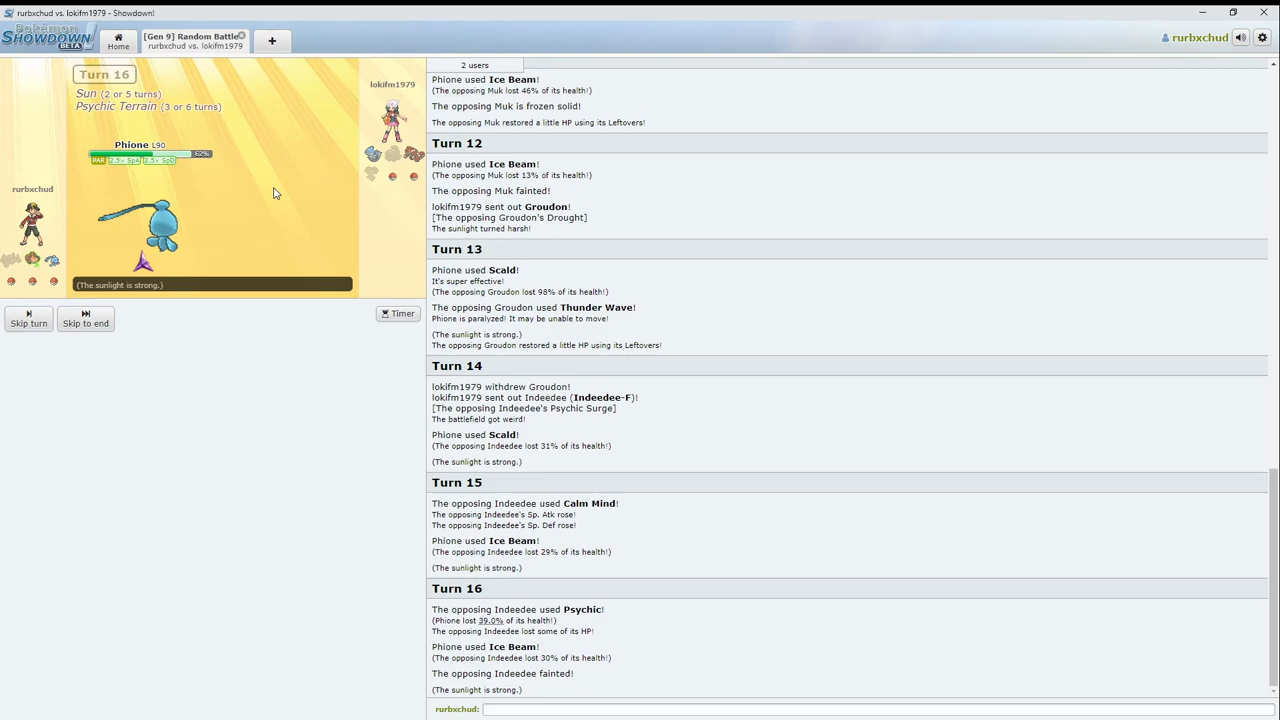 rurbxchud vs. lokifm1979 - Showdown!
Pokémon
SHOWDOWN
BETA
Home
[Gen 9] Random Battle
rurbxchud vs. lokifm1979
+
rurbxchud
Turn 16
Sun (2 or 5 turns)
Psychic Terrain (3 or 6 turns)
lokifm1979
Phione L90
62%
PAR 2.5× SpA 2.5× SpD
rurbxchud
(The sunlight is strong.)
Skip turn
Skip to end
Timer
2 users
Phione used Ice Beam!
(The opposing Muk lost 46% of its health!)
The opposing Muk is frozen solid!
The opposing Muk restored a little HP using its Leftovers!
Turn 12
Phione used Ice Beam!
(The opposing Muk lost 13% of its health!)
The opposing Muk fainted!
lokifm1979 sent out Groudon!
[The opposing Groudon's Drought]
The sunlight turned harsh!
Turn 13
Phione used Scald!
It's super effective!
(The opposing Groudon lost 98% of its health!)
The opposing Groudon used Thunder Wave!
Phione is paralyzed! It may be unable to move!
(The sunlight is strong.)
The opposing Groudon restored a little HP using its Leftovers!
Turn 14
lokifm1979 withdrew Groudon!
lokifm1979 sent out Indeedee (Indeedee-F)!
[The opposing Indeedee's Psychic Surge]
The battlefield got weird!
Phione used Scald!
(The opposing Indeedee lost 31% of its health!)
(The sunlight is strong.)
Turn 15
The opposing Indeedee used Calm Mind!
The opposing Indeedee's Sp. Atk rose!
The opposing Indeedee's Sp. Def rose!
Phione used Ice Beam!
(The opposing Indeedee lost 29% of its health!)
(The sunlight is strong.)
Turn 16
The opposing Indeedee used Psychic!
(Phione lost 39.0% of its health!)
The opposing Indeedee lost some of its HP!
Phione used Ice Beam!
(The opposing Indeedee lost 30% of its health!)
The opposing Indeedee fainted!
(The sunlight is strong.)
rurbxchud: